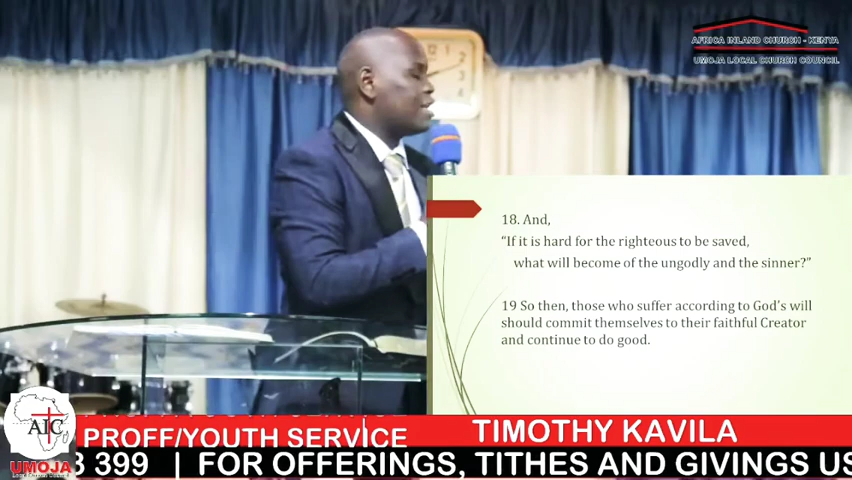 AFRICA INLAND CHURCH - KENYA
UMOJA LOCAL CHURCH COUNCIL
18. And,
“If it is hard for the righteous to be saved,
what will become of the ungodly and the sinner?”
19 So then, those who suffer according to God’s will
should commit themselves to their faithful Creator
and continue to do good.
AIC
UMOJA
PROFF/YOUTH SERVICE
TIMOTHY KAVILA
3 399 | FOR OFFERINGS, TITHES AND GIVINGS US